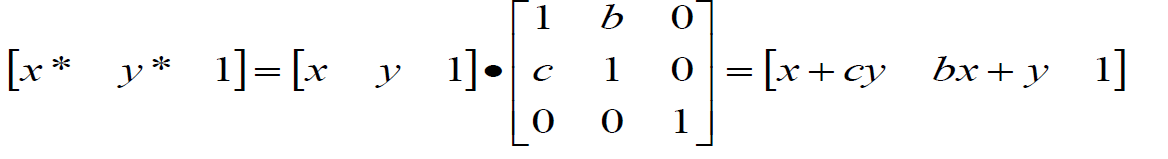 [x* y* 1] = [x y 1] • [1 b 0
c 1 0
0 0 1] = [x + cy bx + y 1]